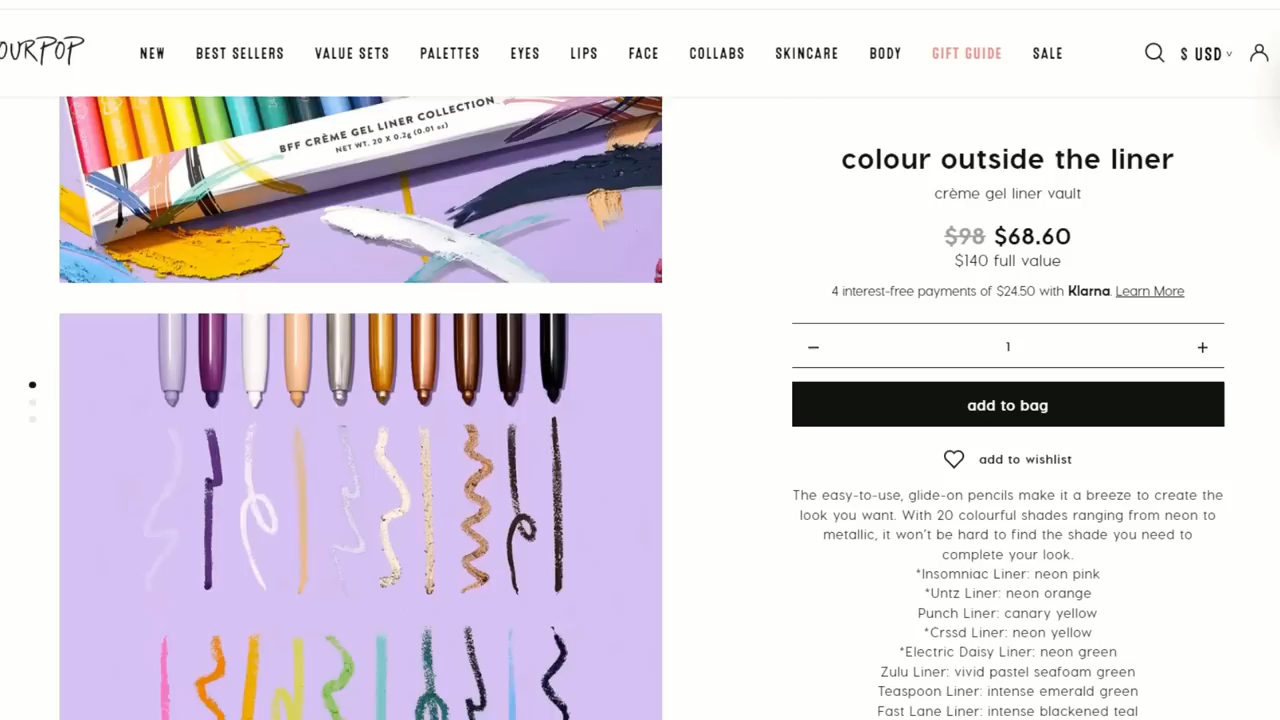 OURPOP
NEW BEST SELLERS VALUE SETS PALETTES EYES LIPS FACE COLLABS SKINCARE BODY GIFT GUIDE SALE
$ USD
BFF CRÈME GEL LINER COLLECTION
NET WT. 20 X 0.2g (0.01 oz)
colour outside the liner
crème gel liner vault
$98 $68.60
$140 full value
4 interest-free payments of $24.50 with Klarna. Learn More
− 1 +
add to bag
add to wishlist
The easy-to-use, glide-on pencils make it a breeze to create the
look you want. With 20 colourful shades ranging from neon to
metallic, it won't be hard to find the shade you need to
complete your look.
*Insomniac Liner: neon pink
*Untz Liner: neon orange
Punch Liner: canary yellow
*Crssd Liner: neon yellow
*Electric Daisy Liner: neon green
Zulu Liner: vivid pastel seafoam green
Teaspoon Liner: intense emerald green
Fast Lane Liner: intense blackened teal